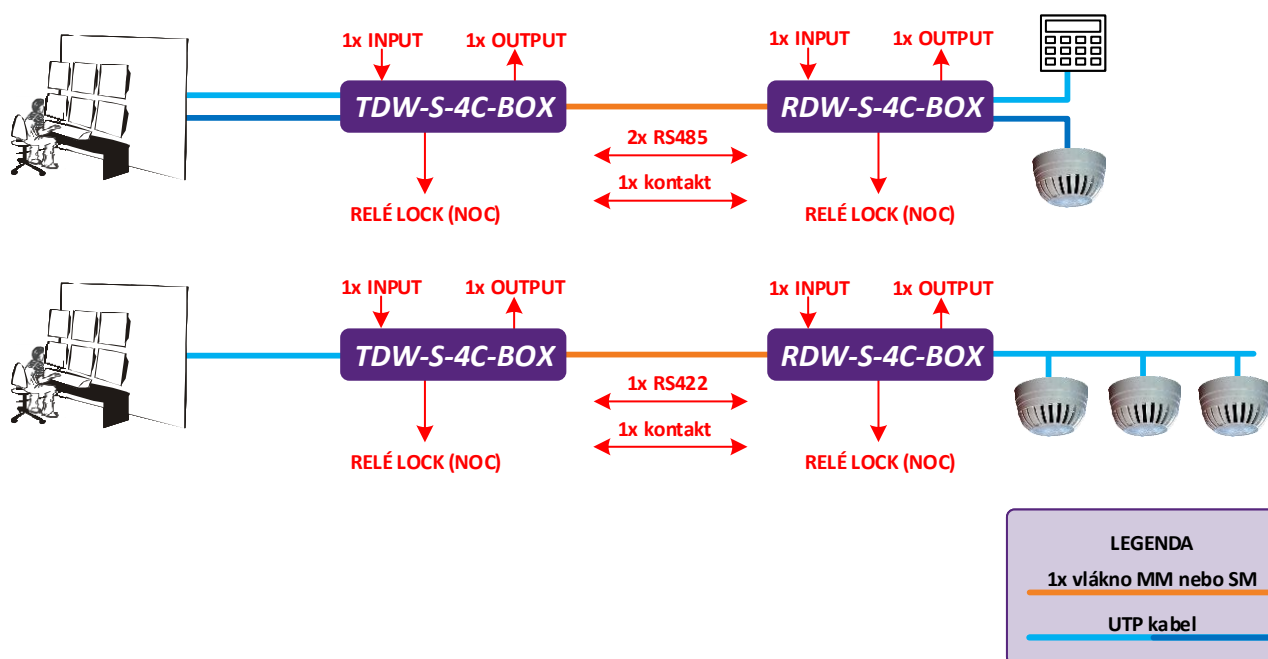 1x INPUT
1x OUTPUT
1x INPUT
1x OUTPUT
TDW-S-4C-BOX
RDW-S-4C-BOX
2x RS485
1x kontakt
RELÉ LOCK (NOC)
RELÉ LOCK (NOC)
1x INPUT
1x OUTPUT
1x INPUT
1x OUTPUT
TDW-S-4C-BOX
RDW-S-4C-BOX
1x RS422
1x kontakt
RELÉ LOCK (NOC)
RELÉ LOCK (NOC)
LEGENDA
1x vlákno MM nebo SM
UTP kabel